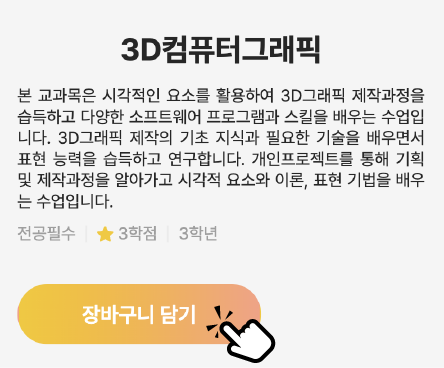 3D컴퓨터그래픽
본 교과목은 시각적인 요소를 활용하여 3D그래픽 제작과정을
습득하고 다양한 소프트웨어 프로그램과 스킬을 배우는 수업입
니다. 3D그래픽 제작의 기초 지식과 필요한 기술을 배우면서
표현 능력을 습득하고 연구합니다. 개인프로젝트를 통해 기획
및 제작과정을 알아가고 시각적 요소와 이론, 표현 기법을 배우
는 수업입니다.
전공필수 | ★ 3학점 | 3학년
장바구니 담기